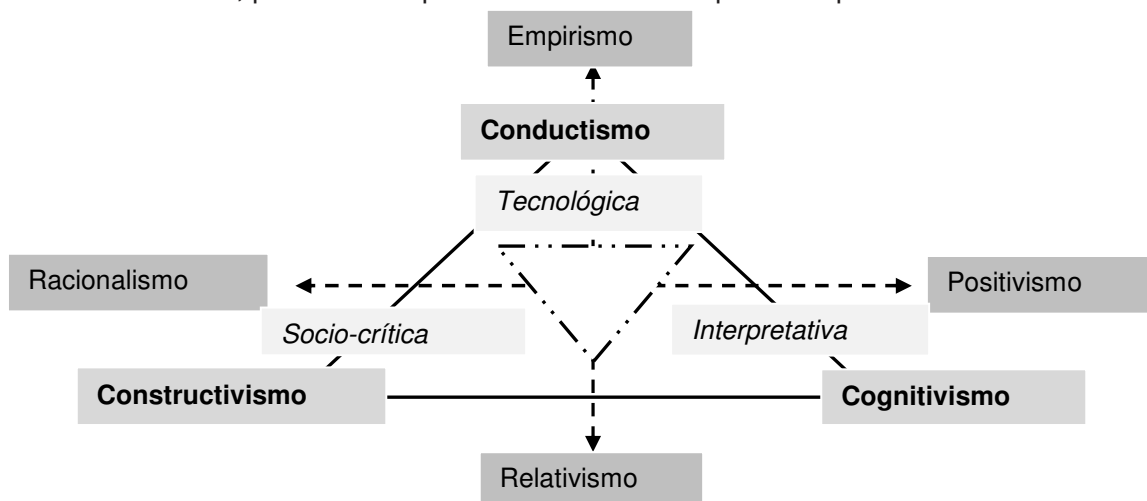 Empirismo
Conductismo
Tecnológica
Racionalismo
Positivismo
Socio-crítica
Interpretativa
Constructivismo
Cognitivismo
Relativismo